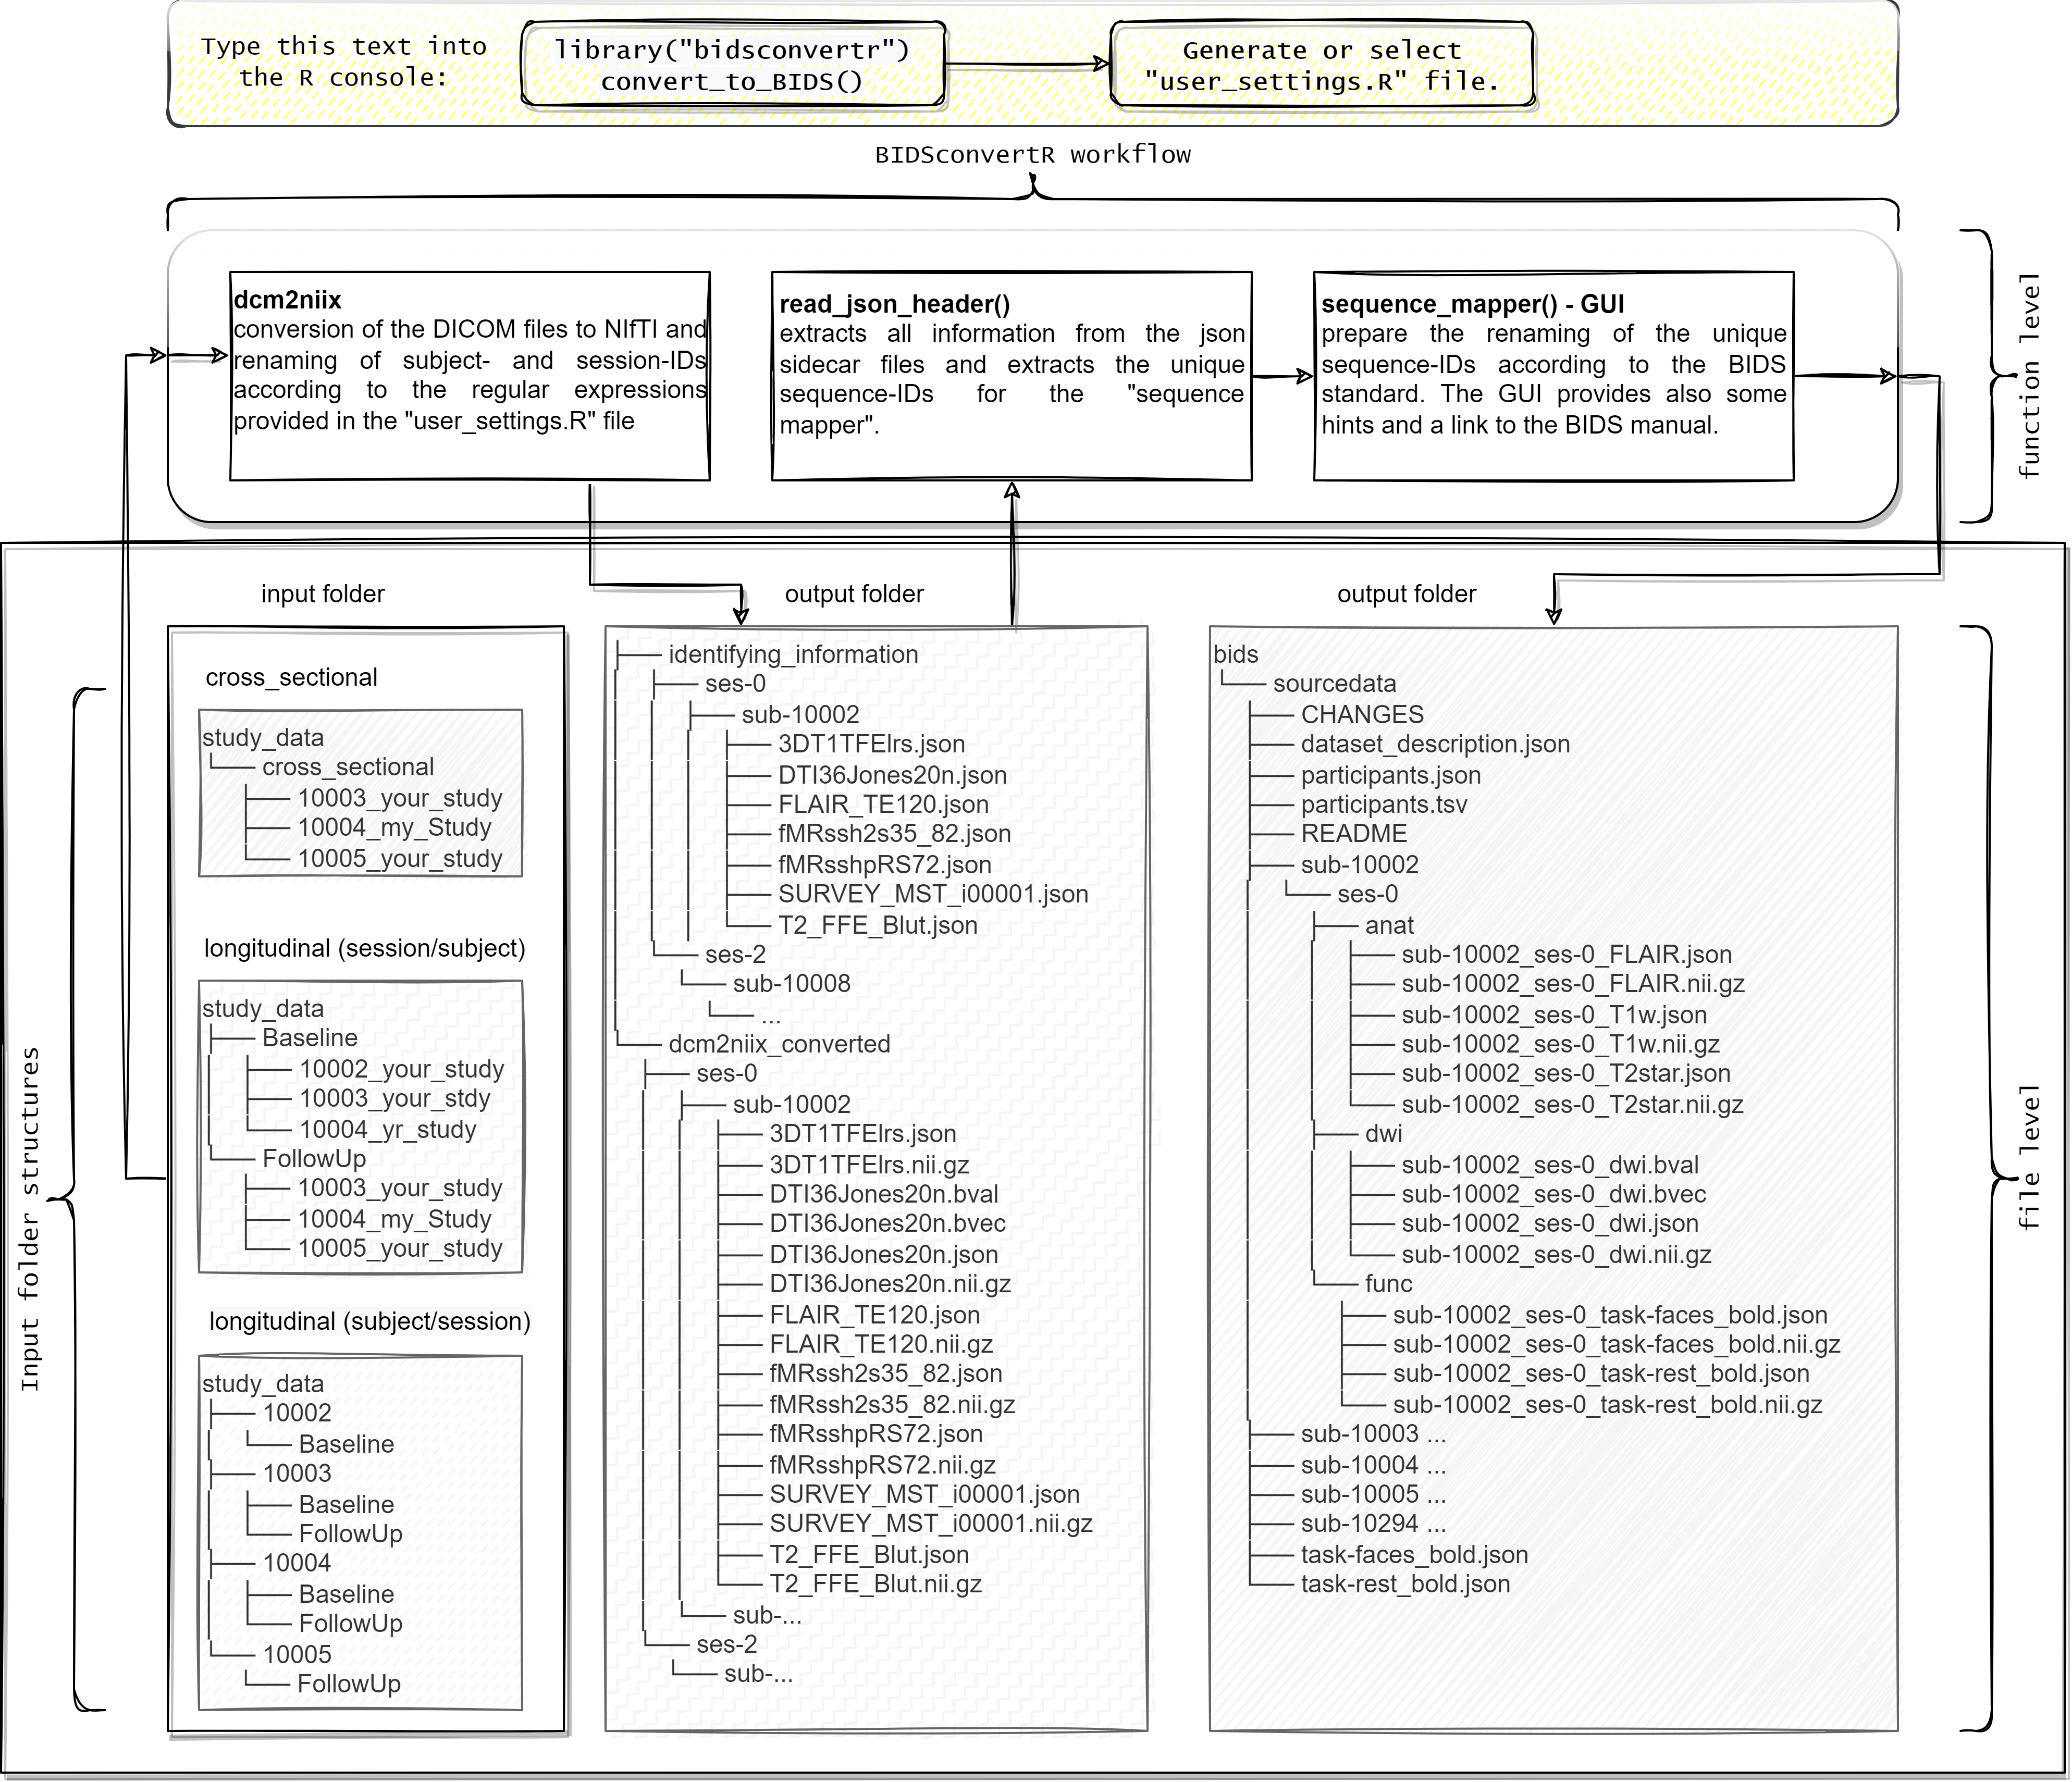 Type this text into
the R console:
library("bidsconvertr")
convert_to_BIDS()
Generate or select
"user_settings.R" file.
BIDSconvertR workflow
dcm2niix
conversion of the DICOM files to NIfTI and
renaming of subject- and session-IDs
according to the regular expressions
provided in the "user_settings.R" file
read_json_header()
extracts all information from the json
sidecar files and extracts the unique
sequence-IDs for the "sequence
mapper".
sequence_mapper() - GUI
prepare the renaming of the unique
sequence-IDs according to the BIDS
standard. The GUI provides also some
hints and a link to the BIDS manual.
function level
Input folder structures
input folder
cross_sectional
study_data
cross_sectional
10003_your_study
10004_my_Study
10005_your_study
longitudinal (session/subject)
study_data
Baseline
10002_your_study
10003_your_stdy
10004_yr_study
FollowUp
10003_your_study
10004_my_Study
10005_your_study
longitudinal (subject/session)
study_data
10002
Baseline
10003
Baseline
FollowUp
10004
Baseline
FollowUp
10005
FollowUp
output folder
identifying_information
ses-0
sub-10002
3DT1TFElrs.json
DTI36Jones20n.json
FLAIR_TE120.json
fMRssh2s35_82.json
fMRsshpRS72.json
SURVEY_MST_i00001.json
T2_FFE_Blut.json
ses-2
sub-10008
...
dcm2niix_converted
ses-0
sub-10002
3DT1TFElrs.json
3DT1TFElrs.nii.gz
DTI36Jones20n.bval
DTI36Jones20n.bvec
DTI36Jones20n.json
DTI36Jones20n.nii.gz
FLAIR_TE120.json
FLAIR_TE120.nii.gz
fMRssh2s35_82.json
fMRssh2s35_82.nii.gz
fMRsshpRS72.json
fMRsshpRS72.nii.gz
SURVEY_MST_i00001.json
SURVEY_MST_i00001.nii.gz
T2_FFE_Blut.json
T2_FFE_Blut.nii.gz
sub-...
ses-2
sub-...
output folder
bids
sourcedata
CHANGES
dataset_description.json
participants.json
participants.tsv
README
sub-10002
ses-0
anat
sub-10002_ses-0_FLAIR.json
sub-10002_ses-0_FLAIR.nii.gz
sub-10002_ses-0_T1w.json
sub-10002_ses-0_T1w.nii.gz
sub-10002_ses-0_T2star.json
sub-10002_ses-0_T2star.nii.gz
dwi
sub-10002_ses-0_dwi.bval
sub-10002_ses-0_dwi.bvec
sub-10002_ses-0_dwi.json
sub-10002_ses-0_dwi.nii.gz
func
sub-10002_ses-0_task-faces_bold.json
sub-10002_ses-0_task-faces_bold.nii.gz
sub-10002_ses-0_task-rest_bold.json
sub-10002_ses-0_task-rest_bold.nii.gz
sub-10003 ...
sub-10004 ...
sub-10005 ...
sub-10294 ...
task-faces_bold.json
task-rest_bold.json
file level